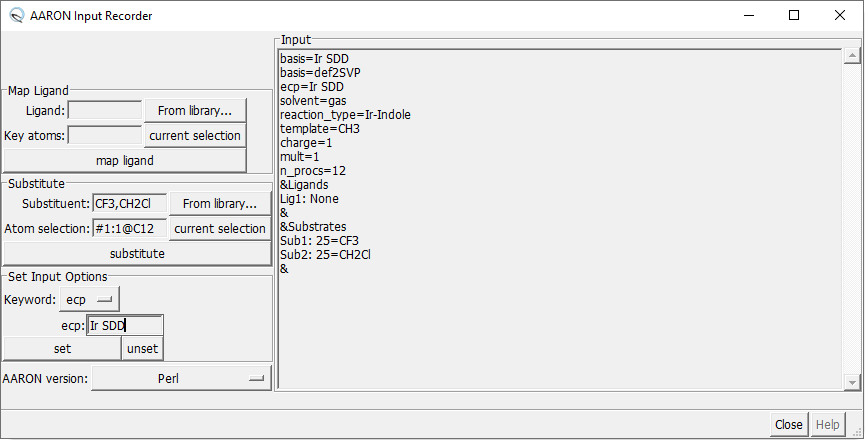 AARON Input Recorder
Map Ligand
Ligand: From library...
Key atoms: current selection
map ligand
Substitute
Substituent: CF3,CH2Cl From library...
Atom selection: #1:1@C12 current selection
substitute
Set Input Options
Keyword: ecp
ecp: Ir SDD
set unset
AARON version: Perl
Input
basis=Ir SDD
basis=def2SVP
ecp=Ir SDD
solvent=gas
reaction_type=Ir-Indole
template=CH3
charge=1
mult=1
n_procs=12
&Ligands
Lig1: None
&
&Substrates
Sub1: 25=CF3
Sub2: 25=CH2Cl
&
Close Help